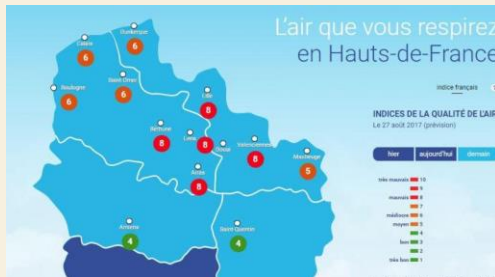 L'air que vous respirez
en Hauts-de-France
indice français
INDICES DE LA QUALITÉ DE L'AIR
Le 27 août 2017 (prévision)
hier
aujourd'hui
demain
très mauvais 10
9
mauvais 8
7
médiocre 6
moyen 5
4
bon 3
2
très bon 1
Dunkerque
6
Calais
6
Saint-Omer
6
Boulogne
6
Lille
8
Béthune
8
Lens
8
Douai
Valenciennes
8
Maubeuge
5
Arras
8
Amiens
4
Saint-Quentin
4